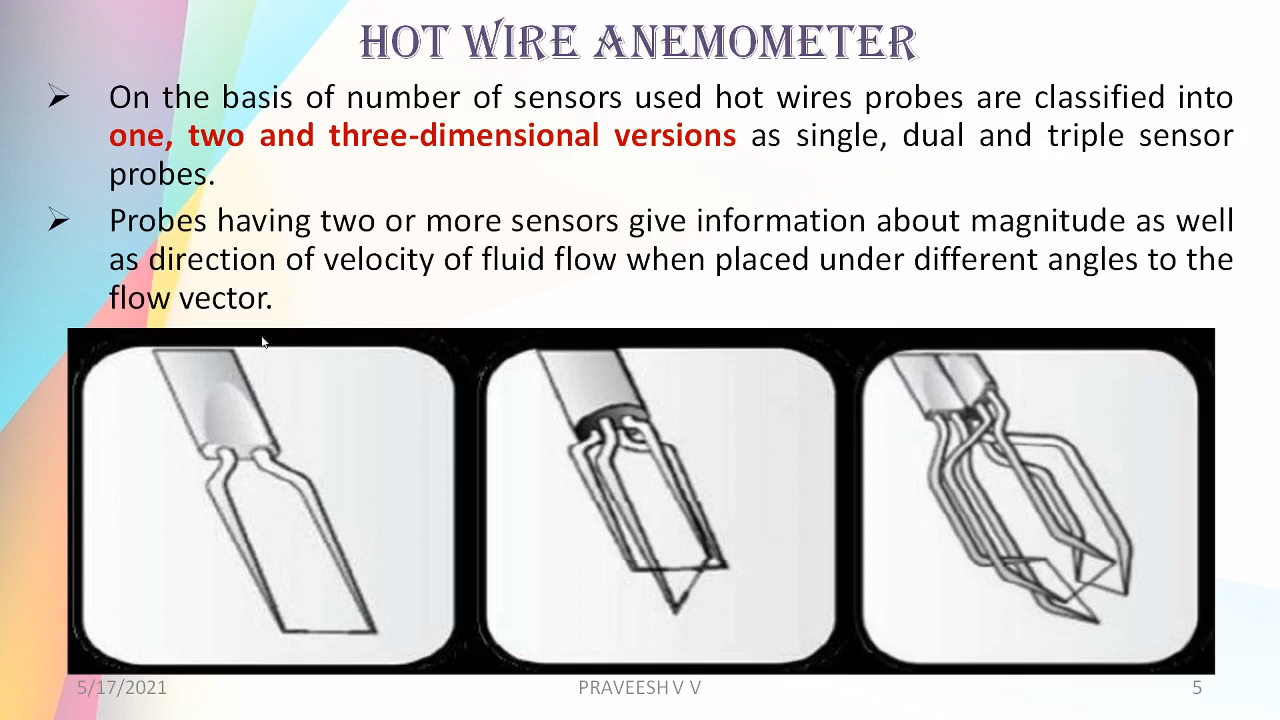 HOT WIRE ANEMOMETER
➢ On the basis of number of sensors used hot wires probes are classified into
one, two and three-dimensional versions as single, dual and triple sensor
probes.
➢ Probes having two or more sensors give information about magnitude as well
as direction of velocity of fluid flow when placed under different angles to the
flow vector.
5/17/2021 PRAVEESH V V 5